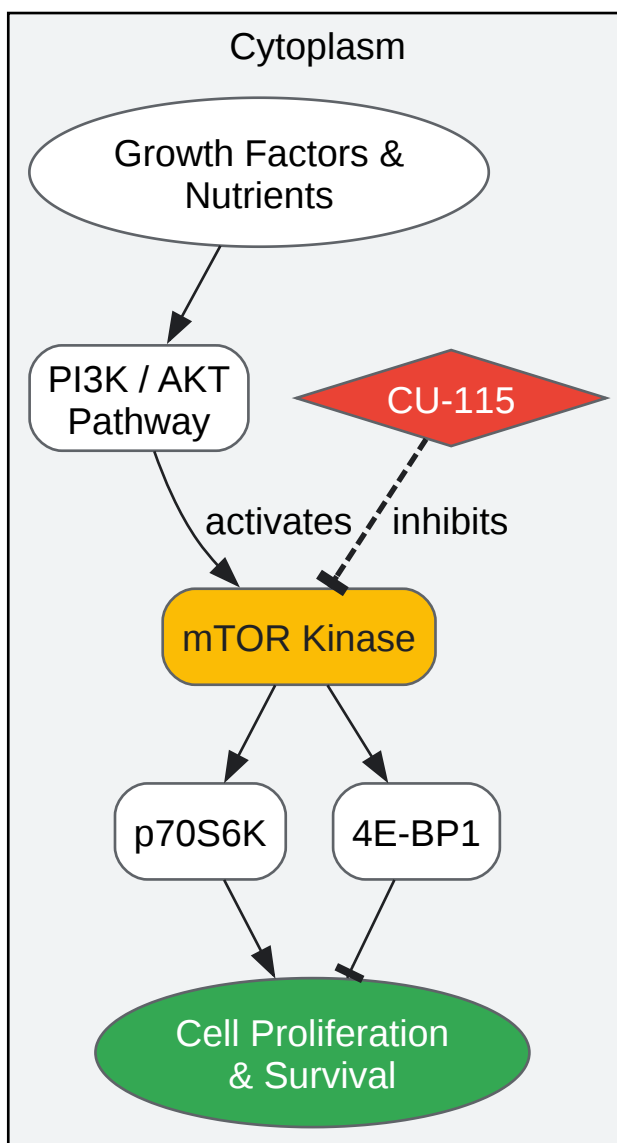 Cytoplasm
Growth Factors &
Nutrients
PI3K / AKT
Pathway
CU-115
activates
inhibits
mTOR Kinase
p70S6K
4E-BP1
Cell Proliferation
& Survival